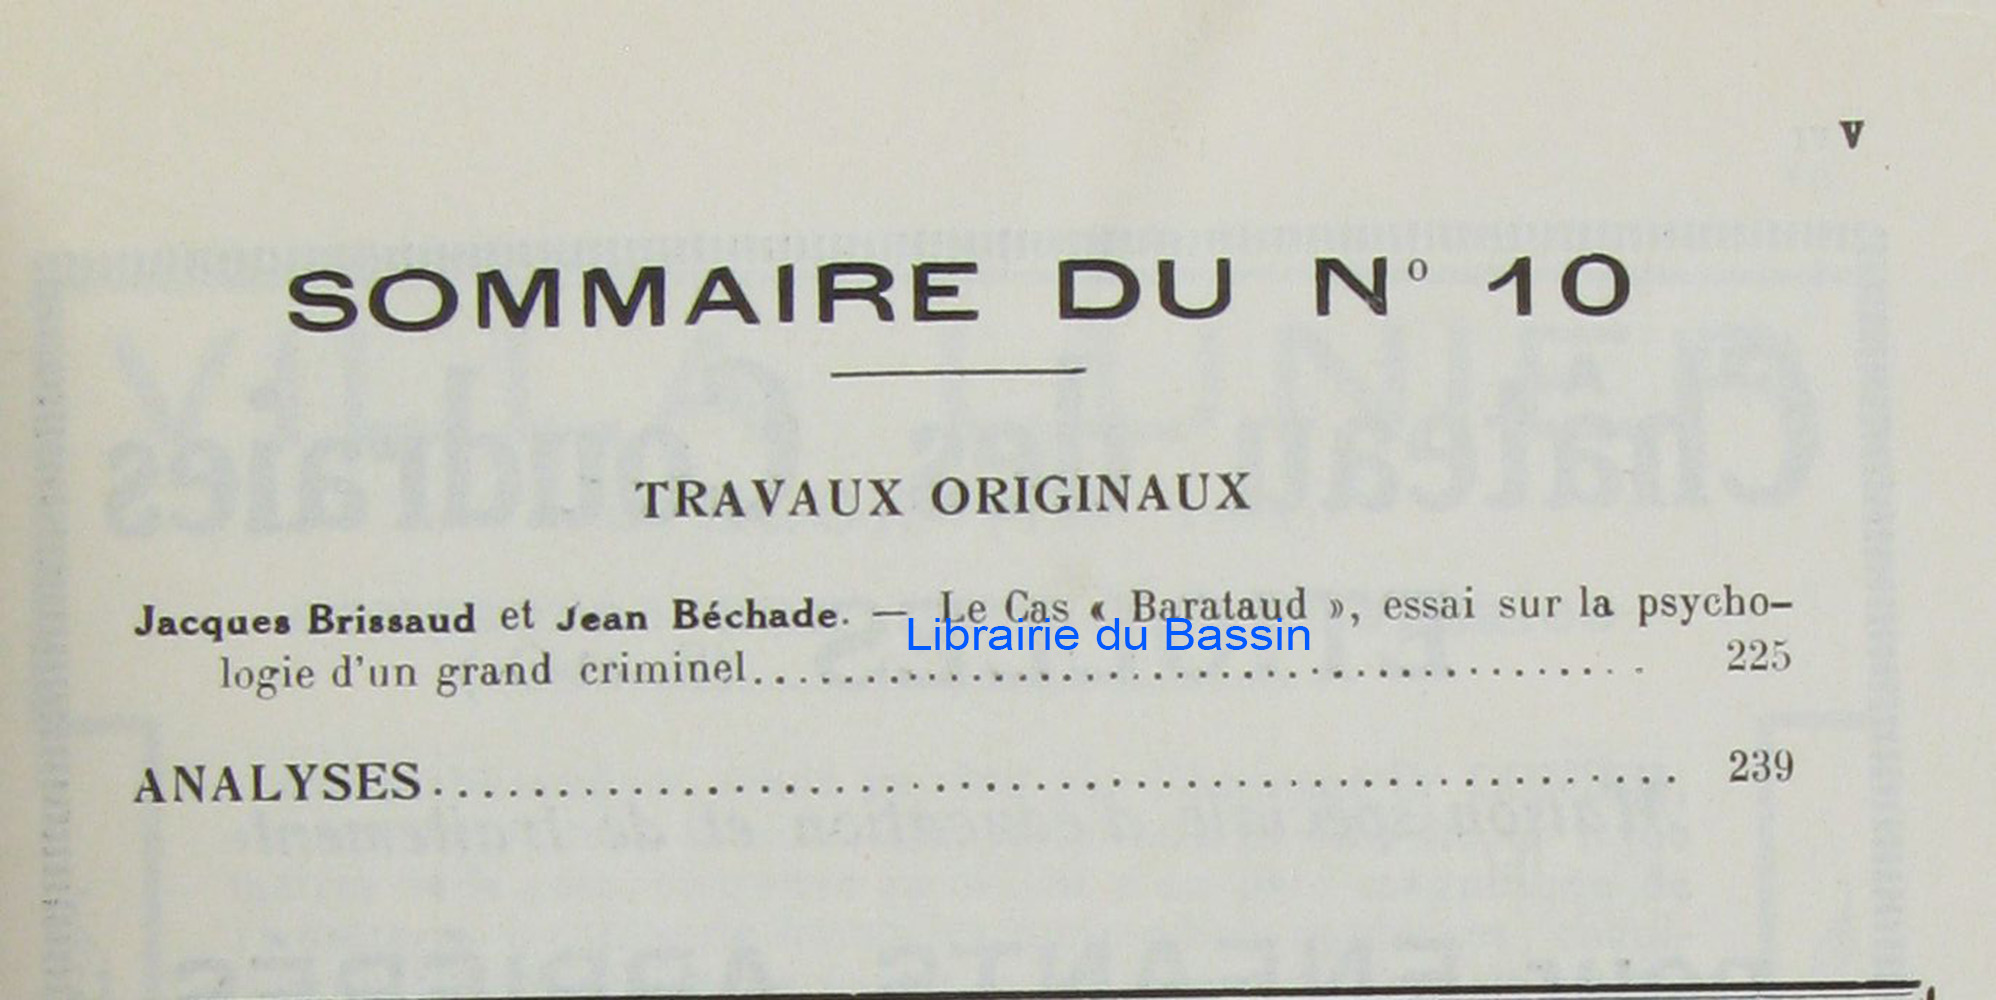 V
SOMMAIRE DU Nº 10
TRAVAUX ORIGINAUX
Jacques Brissaud et Jean Béchade. — Le Cas « Barataud », essai sur la psycho-
Librairie du Bassin
logie d'un grand criminel........................................ 225
ANALYSES.................................................. 239